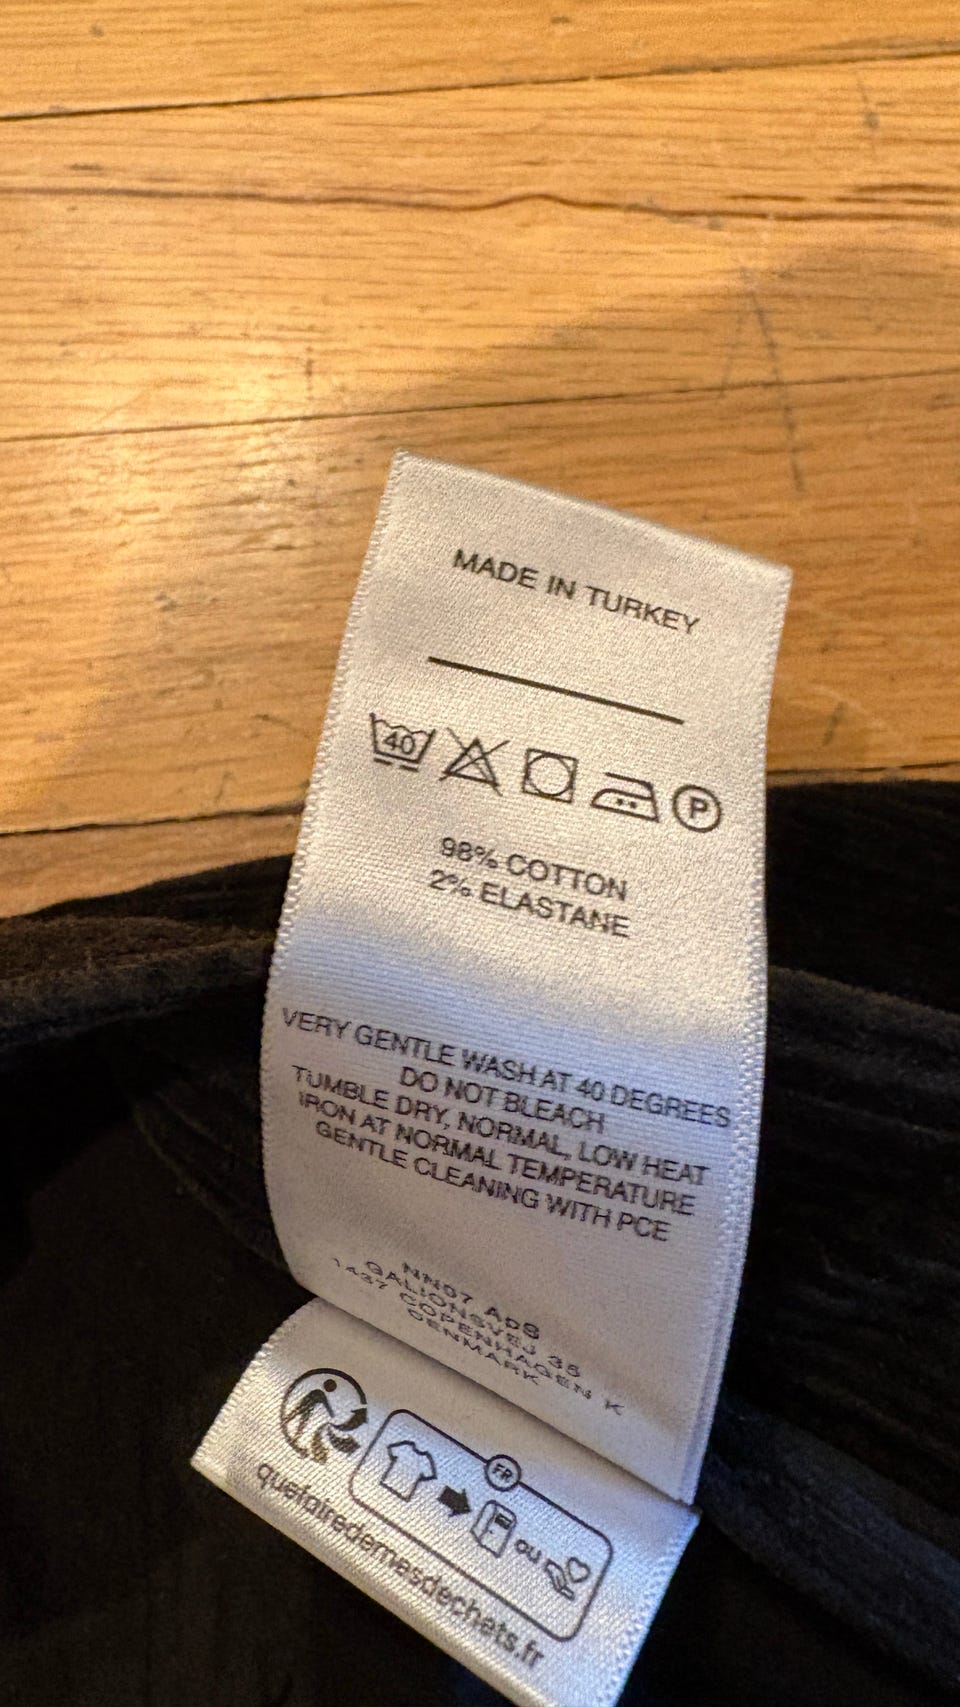 MADE IN TURKEY
40
P
98% COTTON
2% ELASTANE
VERY GENTLE WASH AT 40 DEGREES
DO NOT BLEACH
TUMBLE DRY, NORMAL, LOW HEAT
IRON AT NORMAL TEMPERATURE
GENTLE CLEANING WITH PCE
NN07 ApS
GALIONSVEJ 35
1437 COPENHAGEN K
DENMARK
FR
ou
quefairedemasdechets.fr